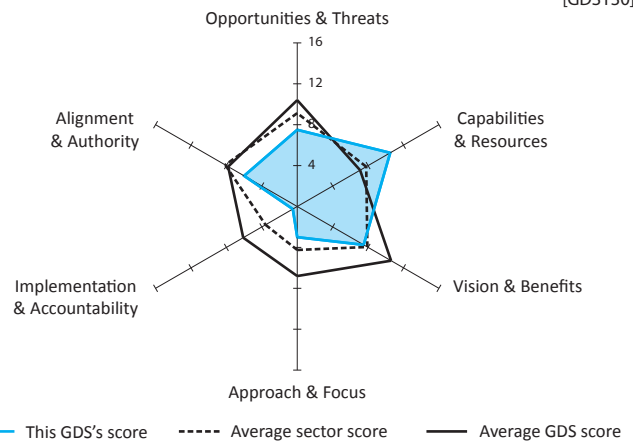 [GDS150]
Opportunities & Threats
16
12
8
4
Capabilities
& Resources
Alignment
& Authority
Implementation
& Accountability
Vision & Benefits
Approach & Focus
This GDS's score
Average sector score
Average GDS score